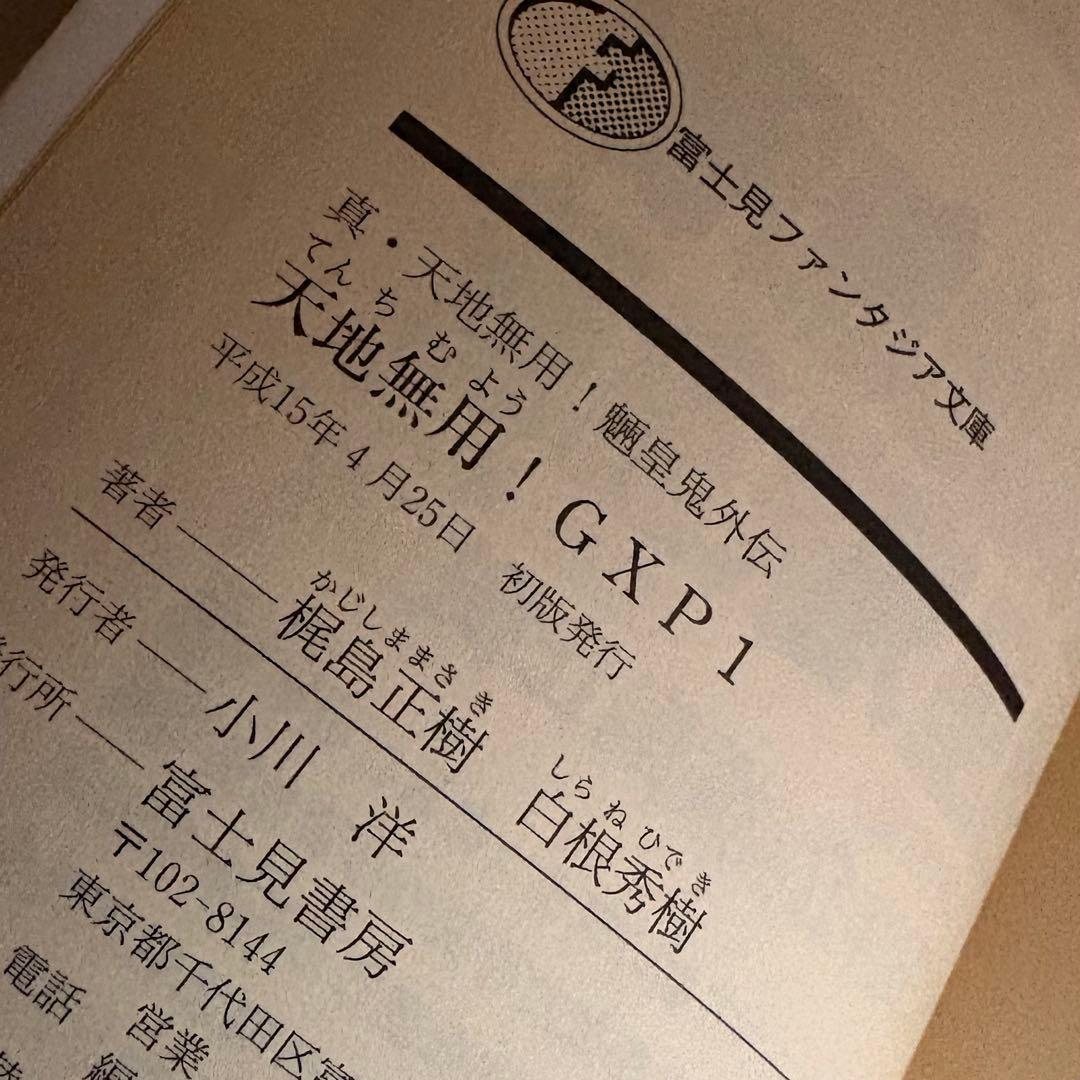 富士見ファンタジア文庫
真・天地無用!魎皇鬼外伝
てんちむよう
天地無用!GXP1
平成15年4月25日 初版発行
かじしままさき しらねひでき
著者――梶島正樹 白根秀樹
発行者――小川 洋
行所――富士見書房
〒102-8144
東京都千代田区富
電話 営業
編